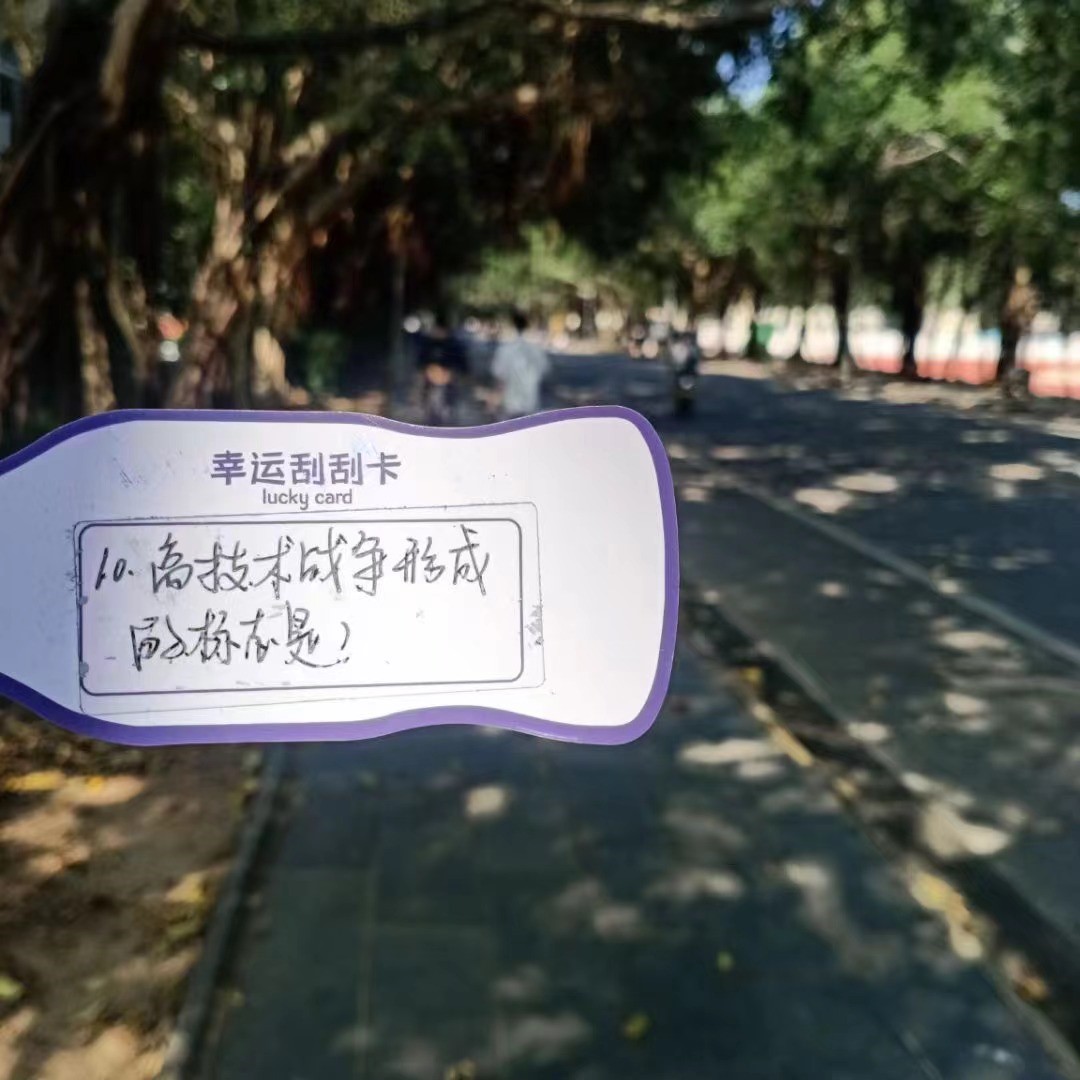 幸运刮刮卡
lucky card
10.高技术战争形成
的标志是?